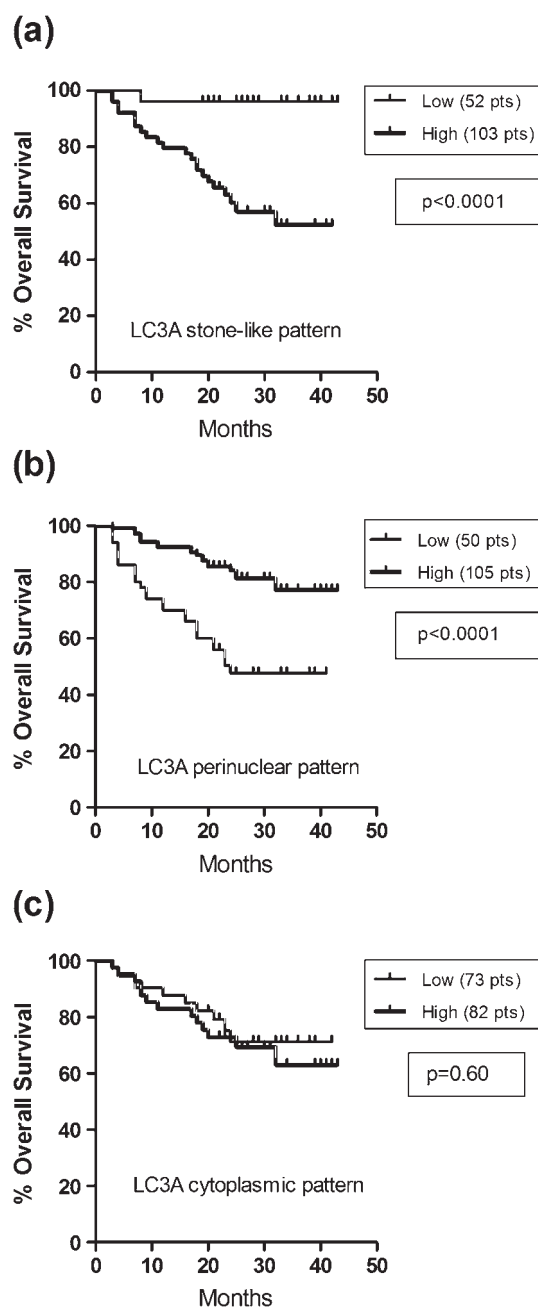 (a)
100
80
60
40
20
0
% Overall Survival
LC3A stone-like pattern
0 10 20 30 40 50
Months
Low (52 pts)
High (103 pts)
p<0.0001
(b)
100
80
60
40
20
0
% Overall Survival
LC3A perinuclear pattern
0 10 20 30 40 50
Months
Low (50 pts)
High (105 pts)
p<0.0001
(c)
100
80
60
40
20
0
% Overall Survival
LC3A cytoplasmic pattern
0 10 20 30 40 50
Months
Low (73 pts)
High (82 pts)
p=0.60